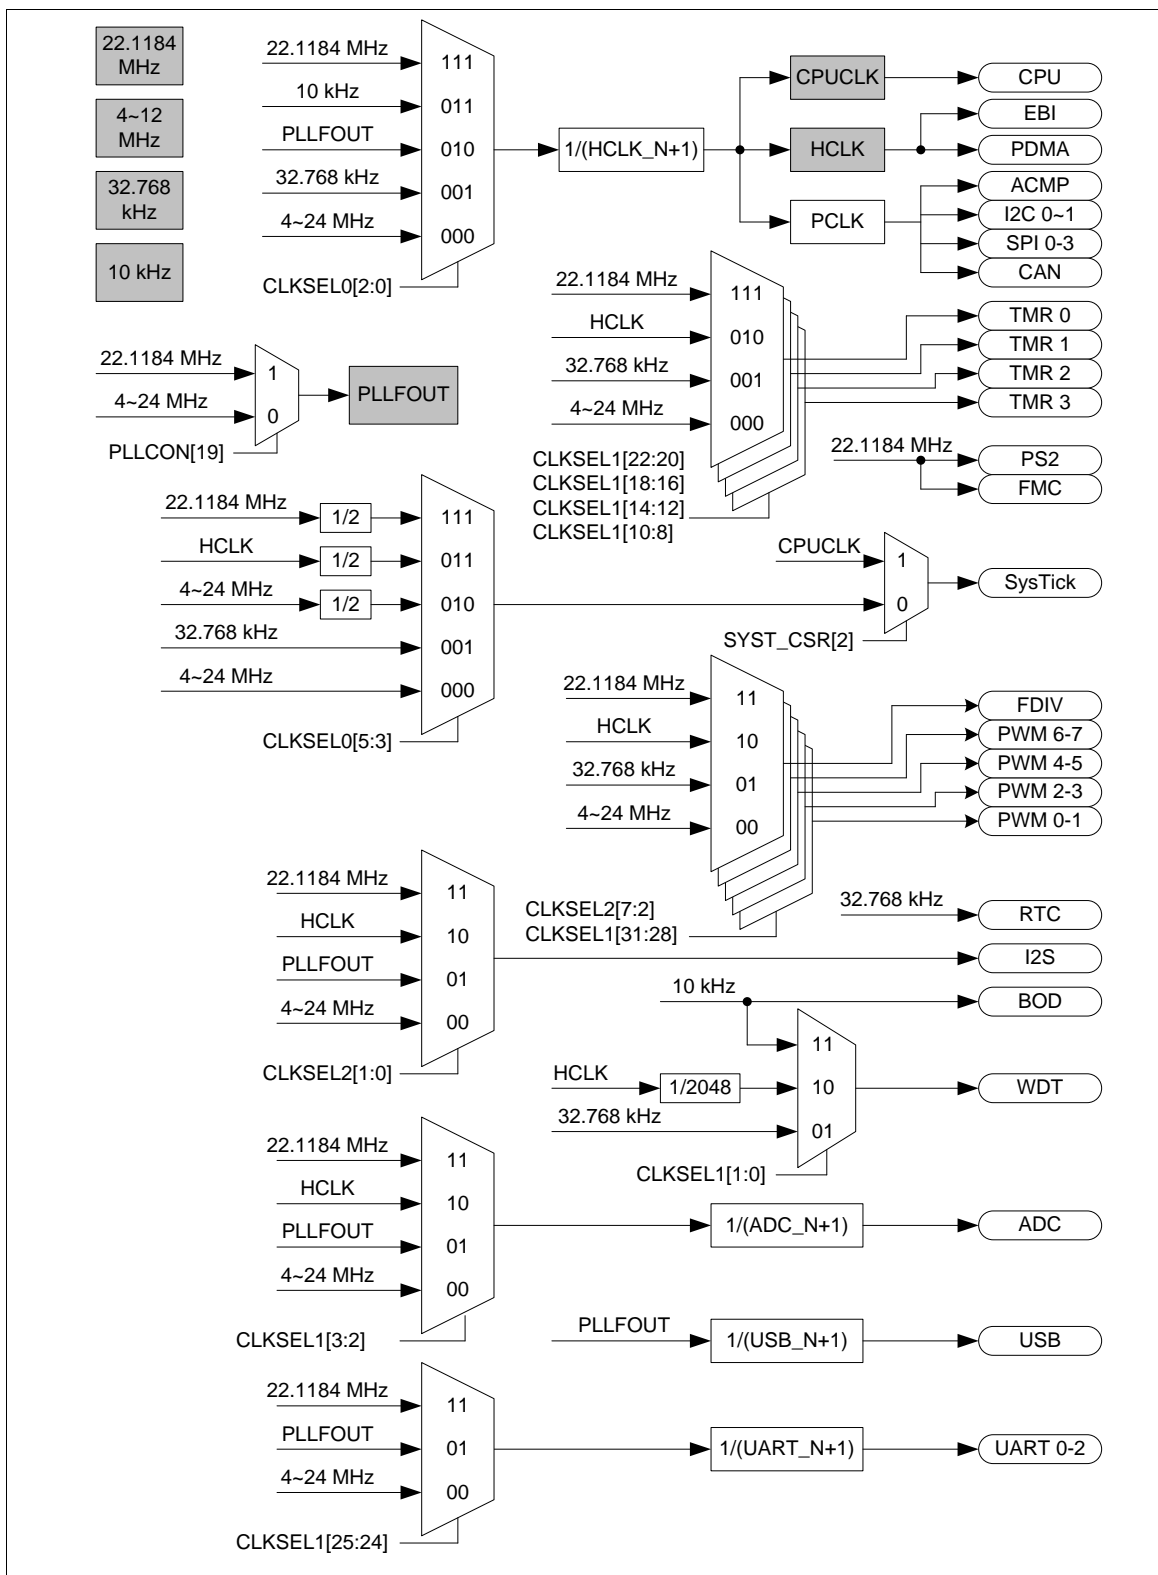 22.1184
MHz
4~12
MHz
32.768
kHz
10 kHz
22.1184 MHz
10 kHz
PLLFOUT
32.768 kHz
4~24 MHz
111
011
010
001
000
CLKSEL0[2:0]
1/(HCLK_N+1)
CPUCLK
HCLK
PCLK
CPU
EBI
PDMA
ACMP
I2C 0~1
SPI 0-3
CAN
22.1184 MHz
HCLK
32.768 kHz
4~24 MHz
111
010
001
000
CLKSEL1[22:20]
CLKSEL1[18:16]
CLKSEL1[14:12]
CLKSEL1[10:8]
TMR 0
TMR 1
TMR 2
TMR 3
22.1184 MHz
4~24 MHz
1
0
PLLCON[19]
PLLFOUT
22.1184 MHz
PS2
FMC
22.1184 MHz
HCLK
4~24 MHz
32.768 kHz
4~24 MHz
1/2
1/2
1/2
111
011
010
001
000
CLKSEL0[5:3]
CPUCLK
1
0
SYST_CSR[2]
SysTick
22.1184 MHz
HCLK
32.768 kHz
4~24 MHz
11
10
01
00
CLKSEL2[7:2]
CLKSEL1[31:28]
FDIV
PWM 6-7
PWM 4-5
PWM 2-3
PWM 0-1
32.768 kHz
RTC
22.1184 MHz
HCLK
PLLFOUT
4~24 MHz
11
10
01
00
CLKSEL2[1:0]
I2S
10 kHz
BOD
HCLK
1/2048
32.768 kHz
11
10
01
CLKSEL1[1:0]
WDT
22.1184 MHz
HCLK
PLLFOUT
4~24 MHz
11
10
01
00
CLKSEL1[3:2]
1/(ADC_N+1)
ADC
PLLFOUT
1/(USB_N+1)
USB
22.1184 MHz
PLLFOUT
4~24 MHz
11
01
00
CLKSEL1[25:24]
1/(UART_N+1)
UART 0-2